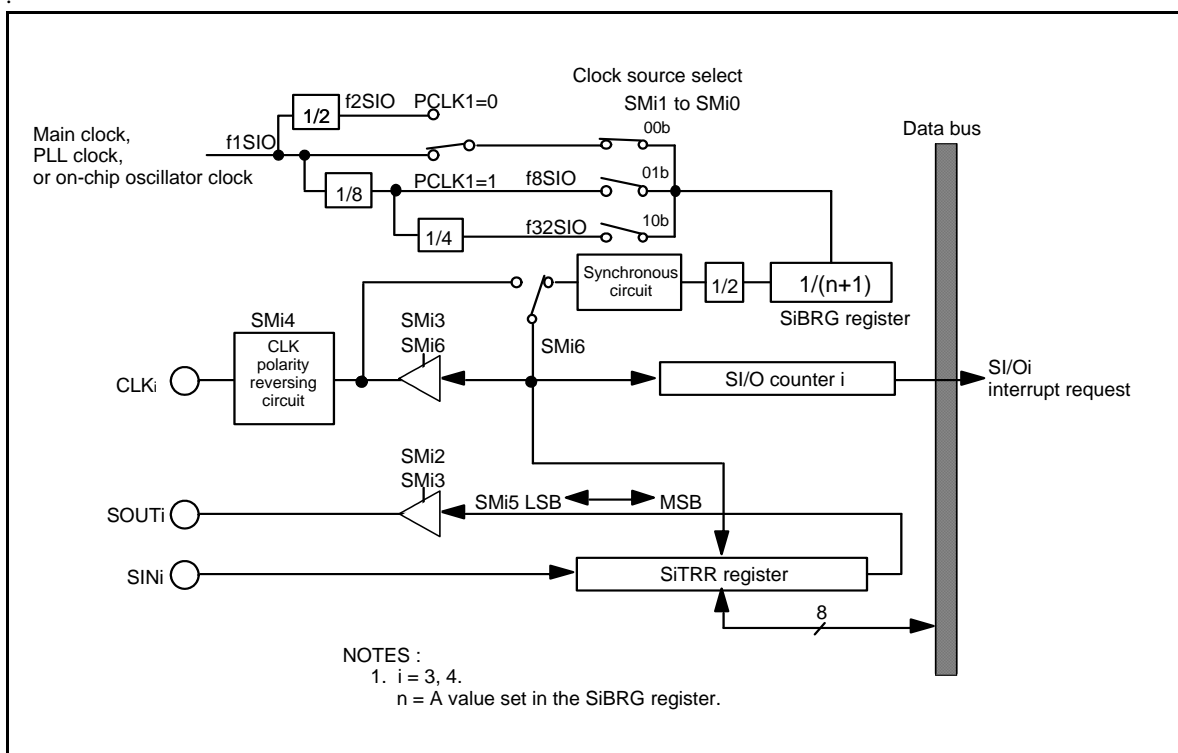 .
Clock source select
SMi1 to SMi0
f2SIO
PCLK1=0
1/2
00b
Main clock,
PLL clock,
or on-chip oscillator clock
f1SIO
Data bus
01b
1/8
PCLK1=1
f8SIO
10b
1/4
f32SIO
Synchronous
circuit
1/2
1/(n+1)
SiBRG register
SMi4
CLK
polarity
reversing
circuit
SMi3
SMi6
SMi6
CLKi
SI/O counter i
SI/Oi
interrupt request
SMi2
SMi3
SMi5 LSB
MSB
SOUTi
SINi
SiTRR register
8
NOTES :
1. i = 3, 4.
n = A value set in the SiBRG register.